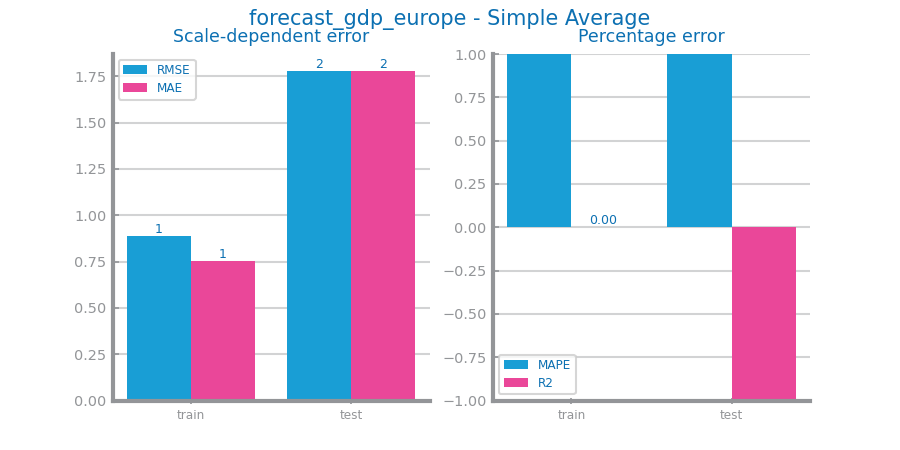 forecast_gdp_europe - Simple Average
Scale-dependent error
RMSE
MAE
1.75
1.50
1.25
1.00
0.75
0.50
0.25
0.00
1
1
2
2
train
test
Percentage error
1.00
0.75
0.50
0.25
0.00
−0.25
−0.50
−0.75
−1.00
0.00
MAPE
R2
train
test